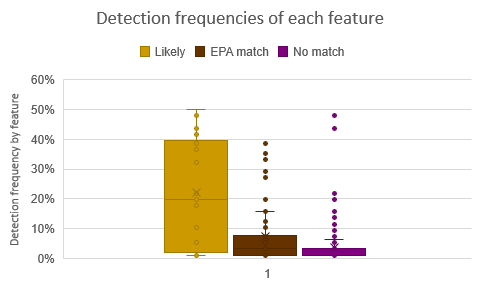 Detection frequencies of each feature
Likely EPA match No match
Detection frequency by feature
60%
50%
40%
30%
20%
10%
0%
1